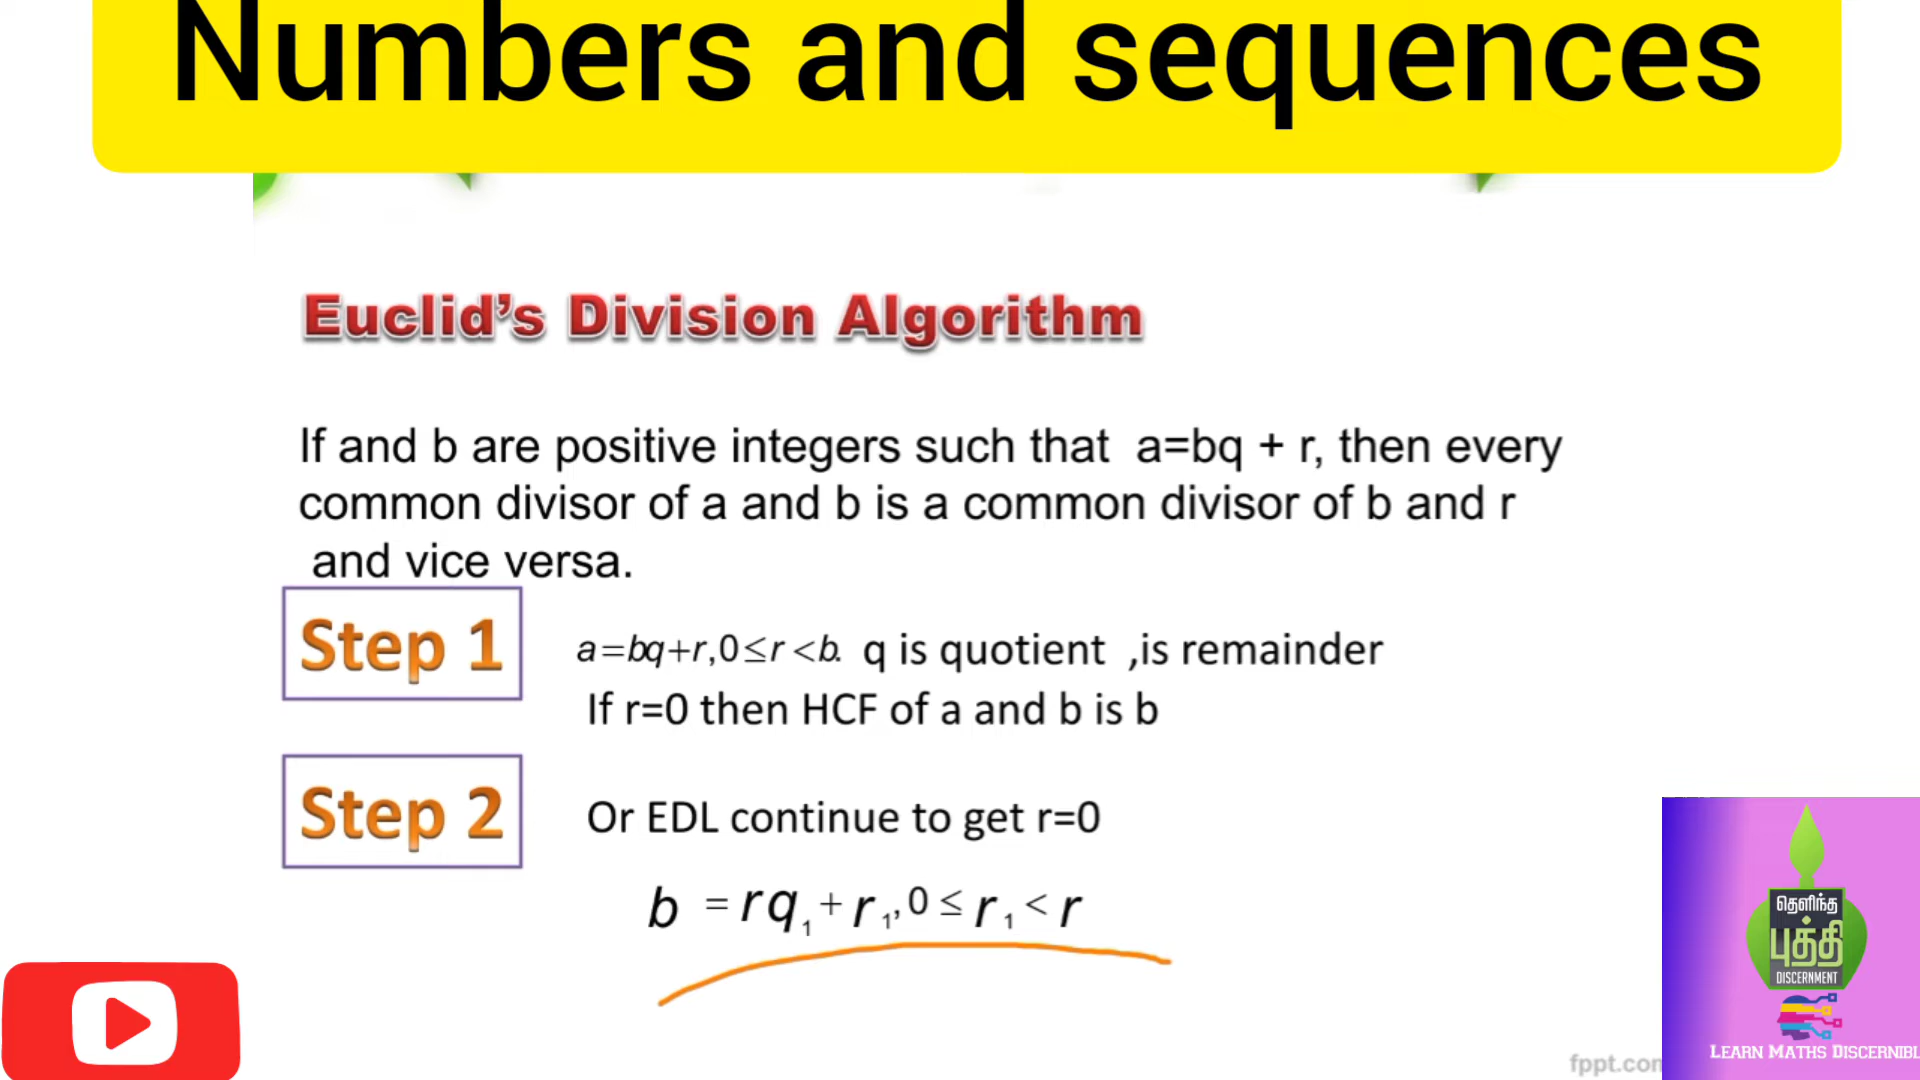 Numbers and sequences
Euclid's Division Algorithm
If and b are positive integers such that a=bq + r, then every
common divisor of a and b is a common divisor of b and r
and vice versa.
Step 1
a=bq+r,0≤r<b. q is quotient ,is remainder
If r=0 then HCF of a and b is b
Step 2
Or EDL continue to get r=0
b = rq₁+r₁,0≤r₁<r
தெளிந்த
புத்தி
DISCERNMENT
LEARN MATHS DISCERNIBL
fppt.com